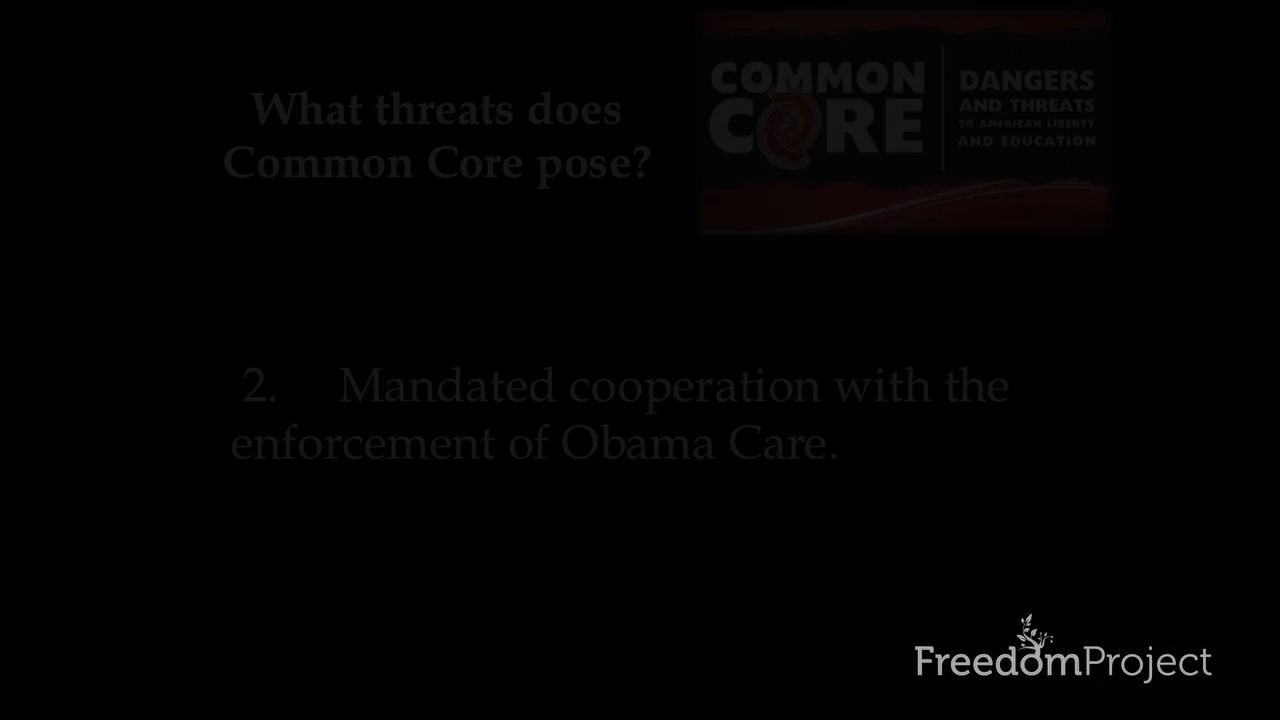 What threats does
Common Core pose?
COMMON
CORE
DANGERS
AND THREATS
TO AMERICAN LIBERTY
AND EDUCATION
2. Mandated cooperation with the
enforcement of Obama Care.
FreedomProject